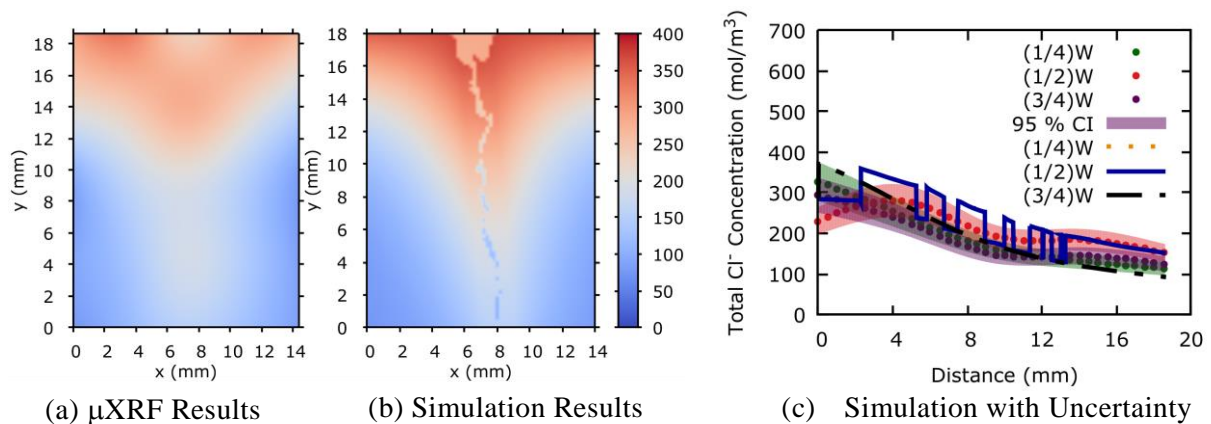 18
16
14
12
10
8
6
4
2
0
y (mm)
0 2 4 6 8 10 12 14
x (mm)
18
16
14
12
10
8
6
4
2
0
y (mm)
0 2 4 6 8 10 12 14
x (mm)
400
350
300
250
200
150
100
50
0
Total Cl⁻ Concentration (mol/m³)
700
600
500
400
300
200
100
0
0 4 8 12 16 20
Distance (mm)
(1/4)W
(1/2)W
(3/4)W
95 % CI
(1/4)W
(1/2)W
(3/4)W
(a) μXRF Results
(b) Simulation Results
(c) Simulation with Uncertainty